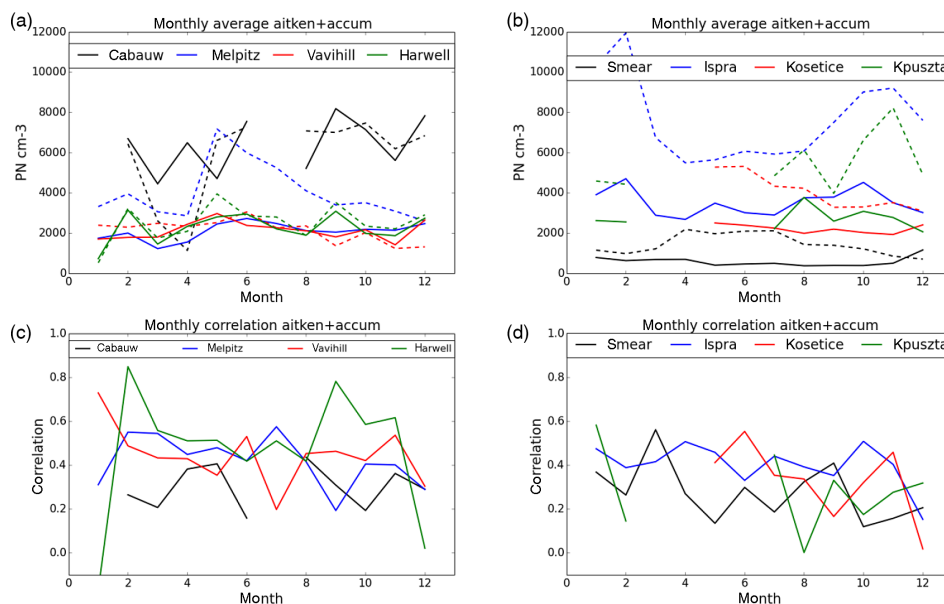 (a)
Monthly average aitken+accum
12000
10000
8000
6000
4000
2000
0
PN cm-3
Cabauw Melpitz Vavihill Harwell
0 2 4 6 8 10 12
Month
(b)
Monthly average aitken+accum
12000
10000
8000
6000
4000
2000
0
PN cm-3
Smear Ispra Kosetice Kpuszta
0 2 4 6 8 10 12
Month
(c)
Monthly correlation aitken+accum
1.0
0.8
0.6
0.4
0.2
0.0
Correlation
Cabauw Melpitz Vavihill Harwell
0 2 4 6 8 10 12
Month
(d)
Monthly correlation aitken+accum
1.0
0.8
0.6
0.4
0.2
0.0
Correlation
Smear Ispra Kosetice Kpuszta
0 2 4 6 8 10 12
Month